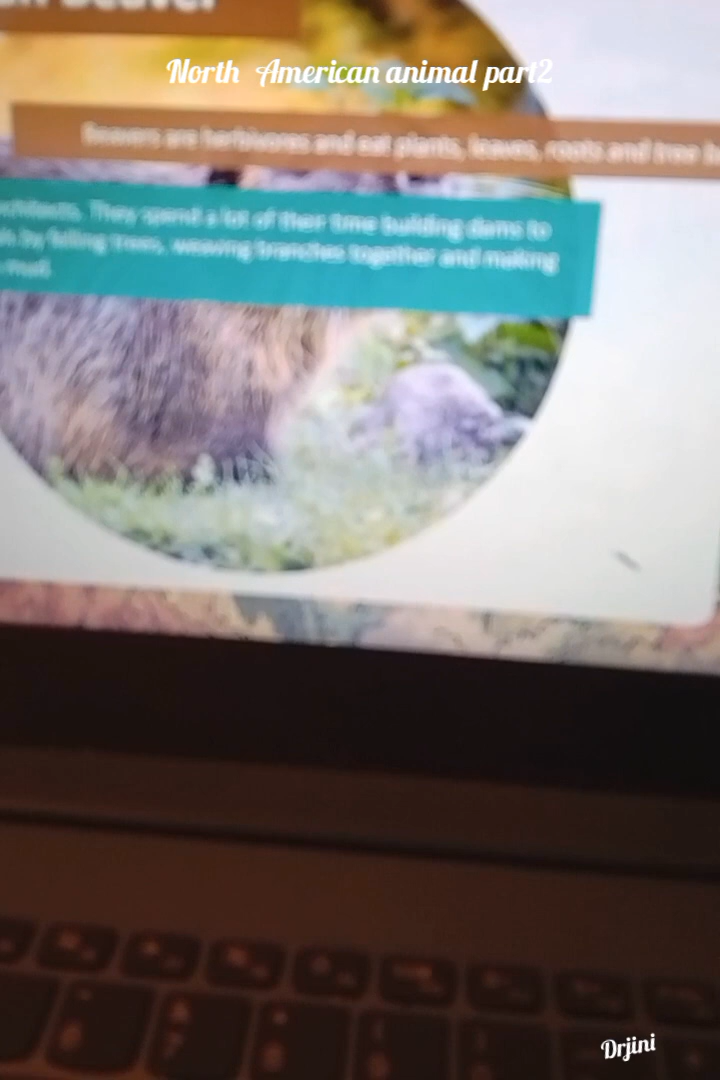 Beaver
North American animal part2
Beavers are herbivores and eat plants, leaves, roots and tree
They spend a lot of their time building dams to
by felling trees, weaving branches together and making
mud.
Drjini